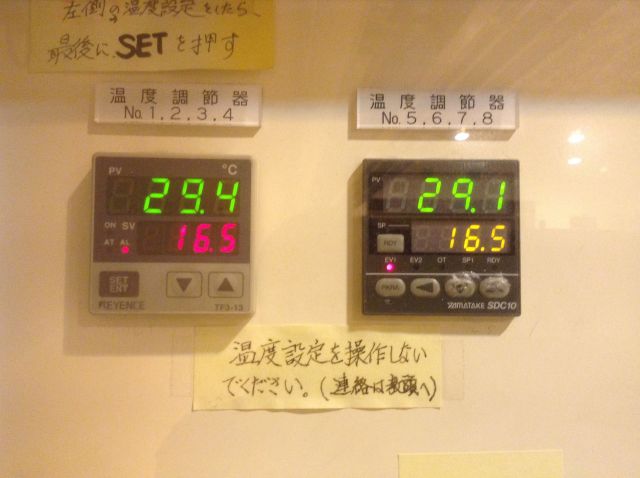 左側の温度設定をしたら、
最後に、SETを押す
温度調節器
No.1,2,3,4
温度調節器
No.5,6,7,8
PV °C
29.4
ON SV
AT AL
16.5
SET
ENT
KEYENCE TF3-13
PV
29.1
SP
RDY
16.5
EV1 EV2 OT SP1 RDY
PARA
YAMATAKE SDC10
温度設定を操作しない
でください。(連絡は表頭へ)